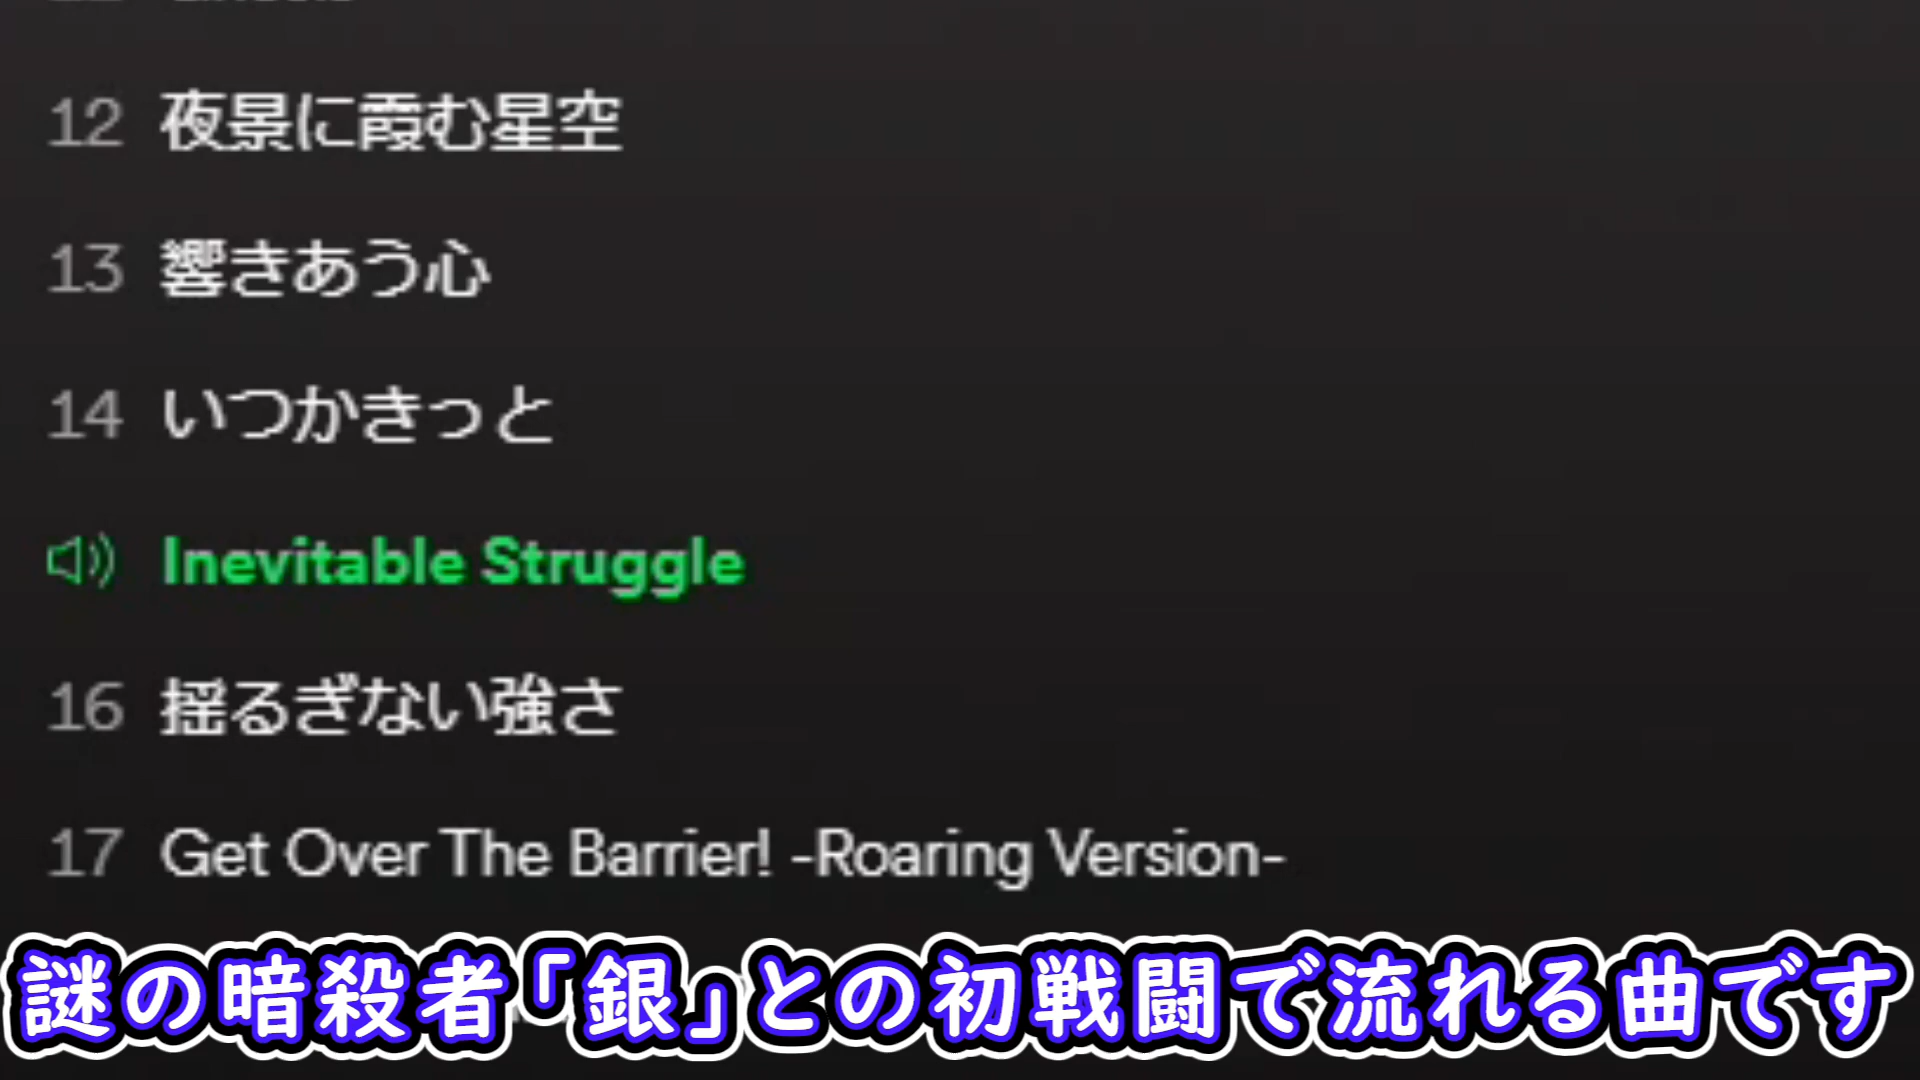 12 夜景に霞む星空
13 響きあう心
14 いつかきっと
Inevitable Struggle
16 揺るぎない強さ
17 Get Over The Barrier! -Roaring Version-
謎の暗殺者「銀」との初戦闘で流れる曲です